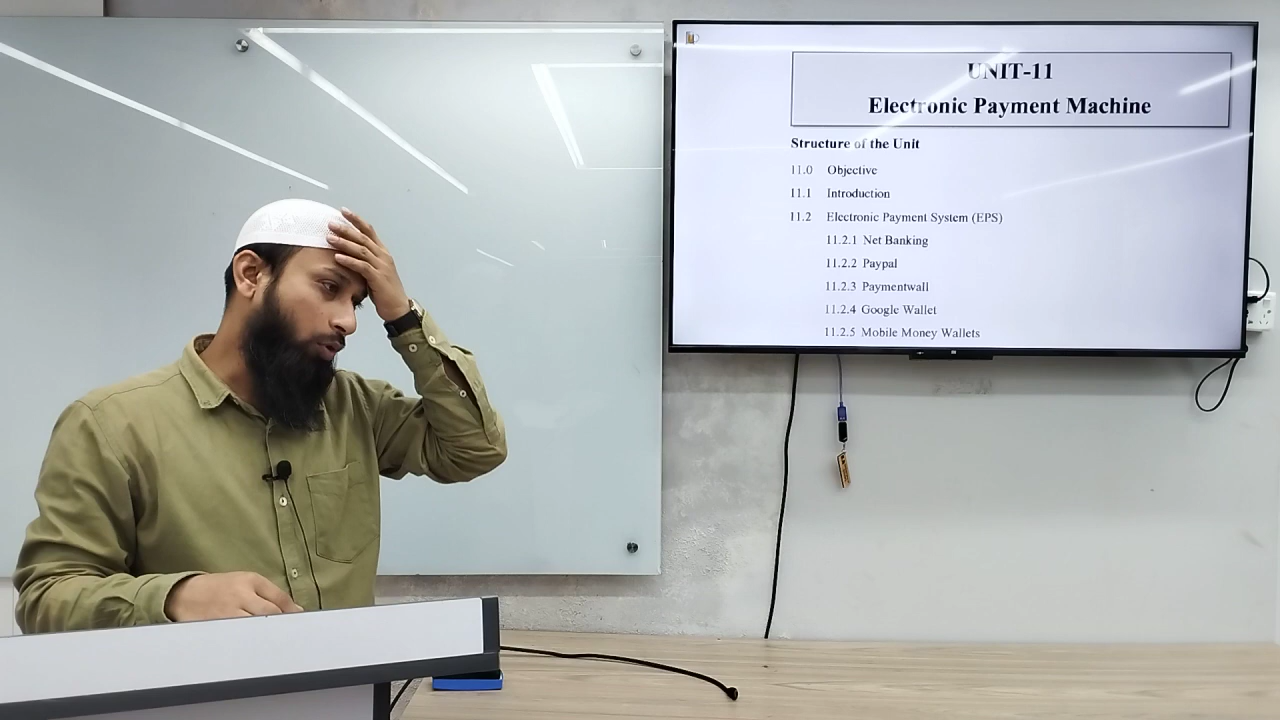 UNIT-11
Electronic Payment Machine
Structure of the Unit
11.0 Objective
11.1 Introduction
11.2 Electronic Payment System (EPS)
11.2.1 Net Banking
11.2.2 Paypal
11.2.3 Paymentwall
11.2.4 Google Wallet
11.2.5 Mobile Money Wallets